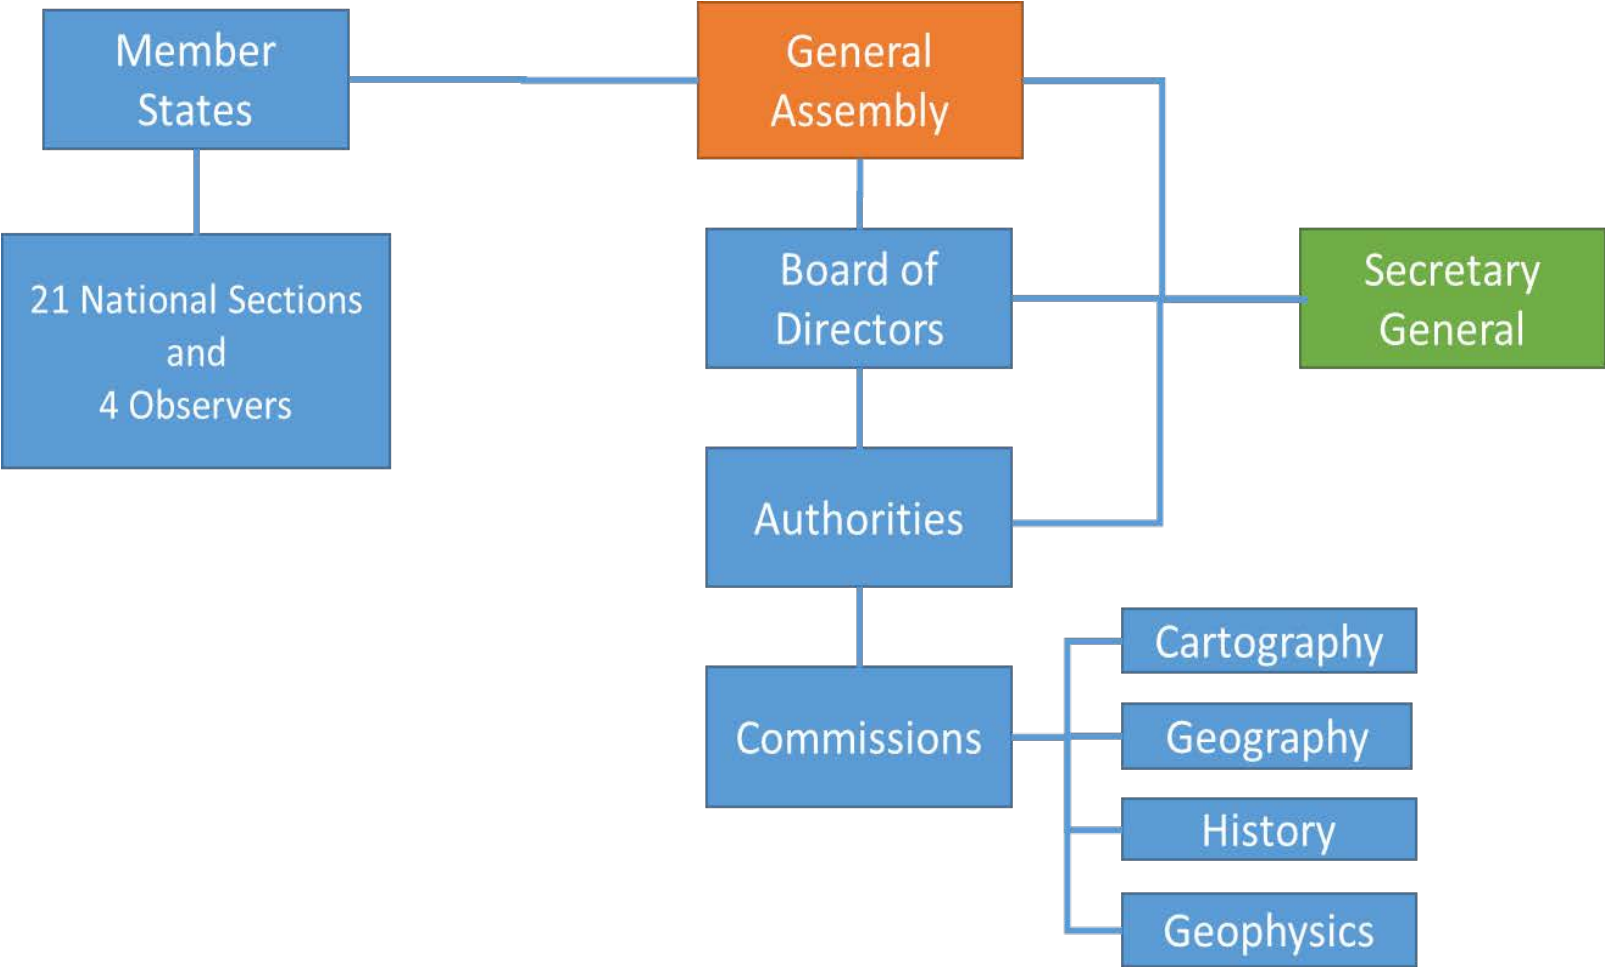 Member
States
General
Assembly
21 National Sections
and
4 Observers
Board of
Directors
Secretary
General
Authorities
Commissions
Cartography
Geography
History
Geophysics